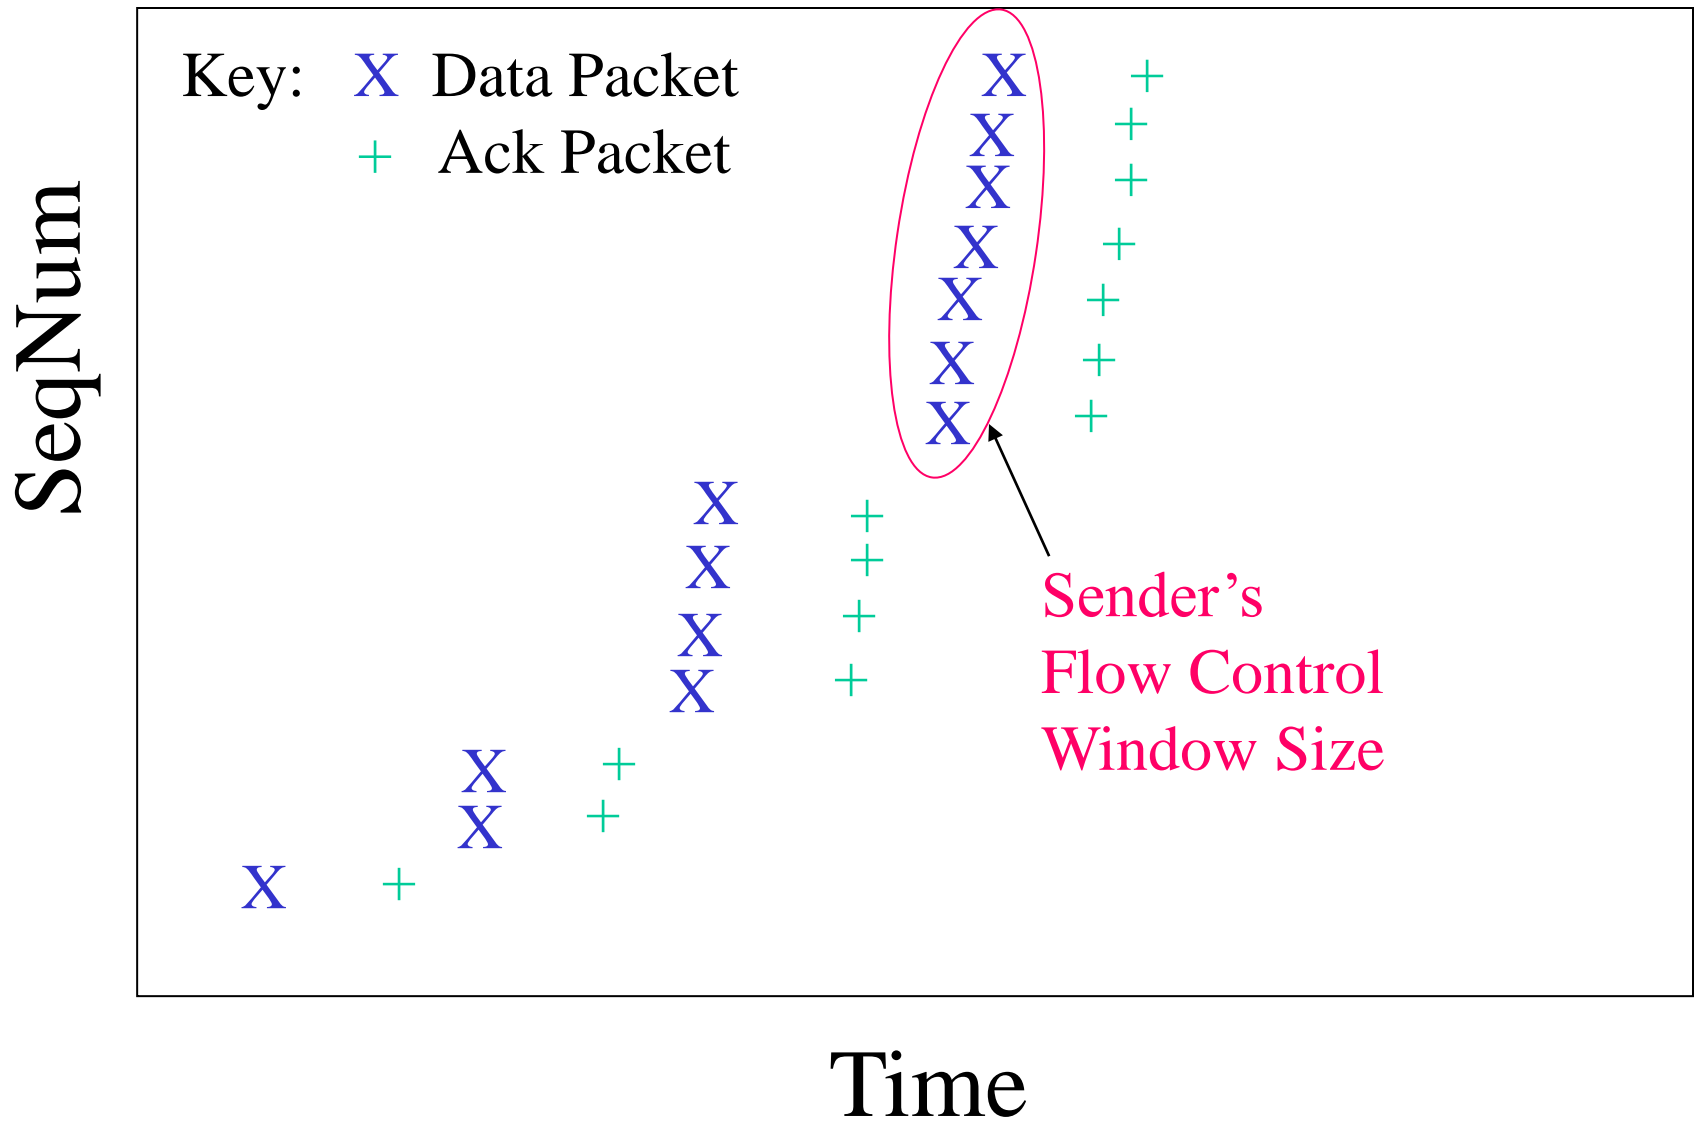 Key: X Data Packet
+ Ack Packet
SeqNum
X
X
X
X
X
X
X
X
X
X
X
X
X
X
Sender’s
Flow Control
Window Size
Time